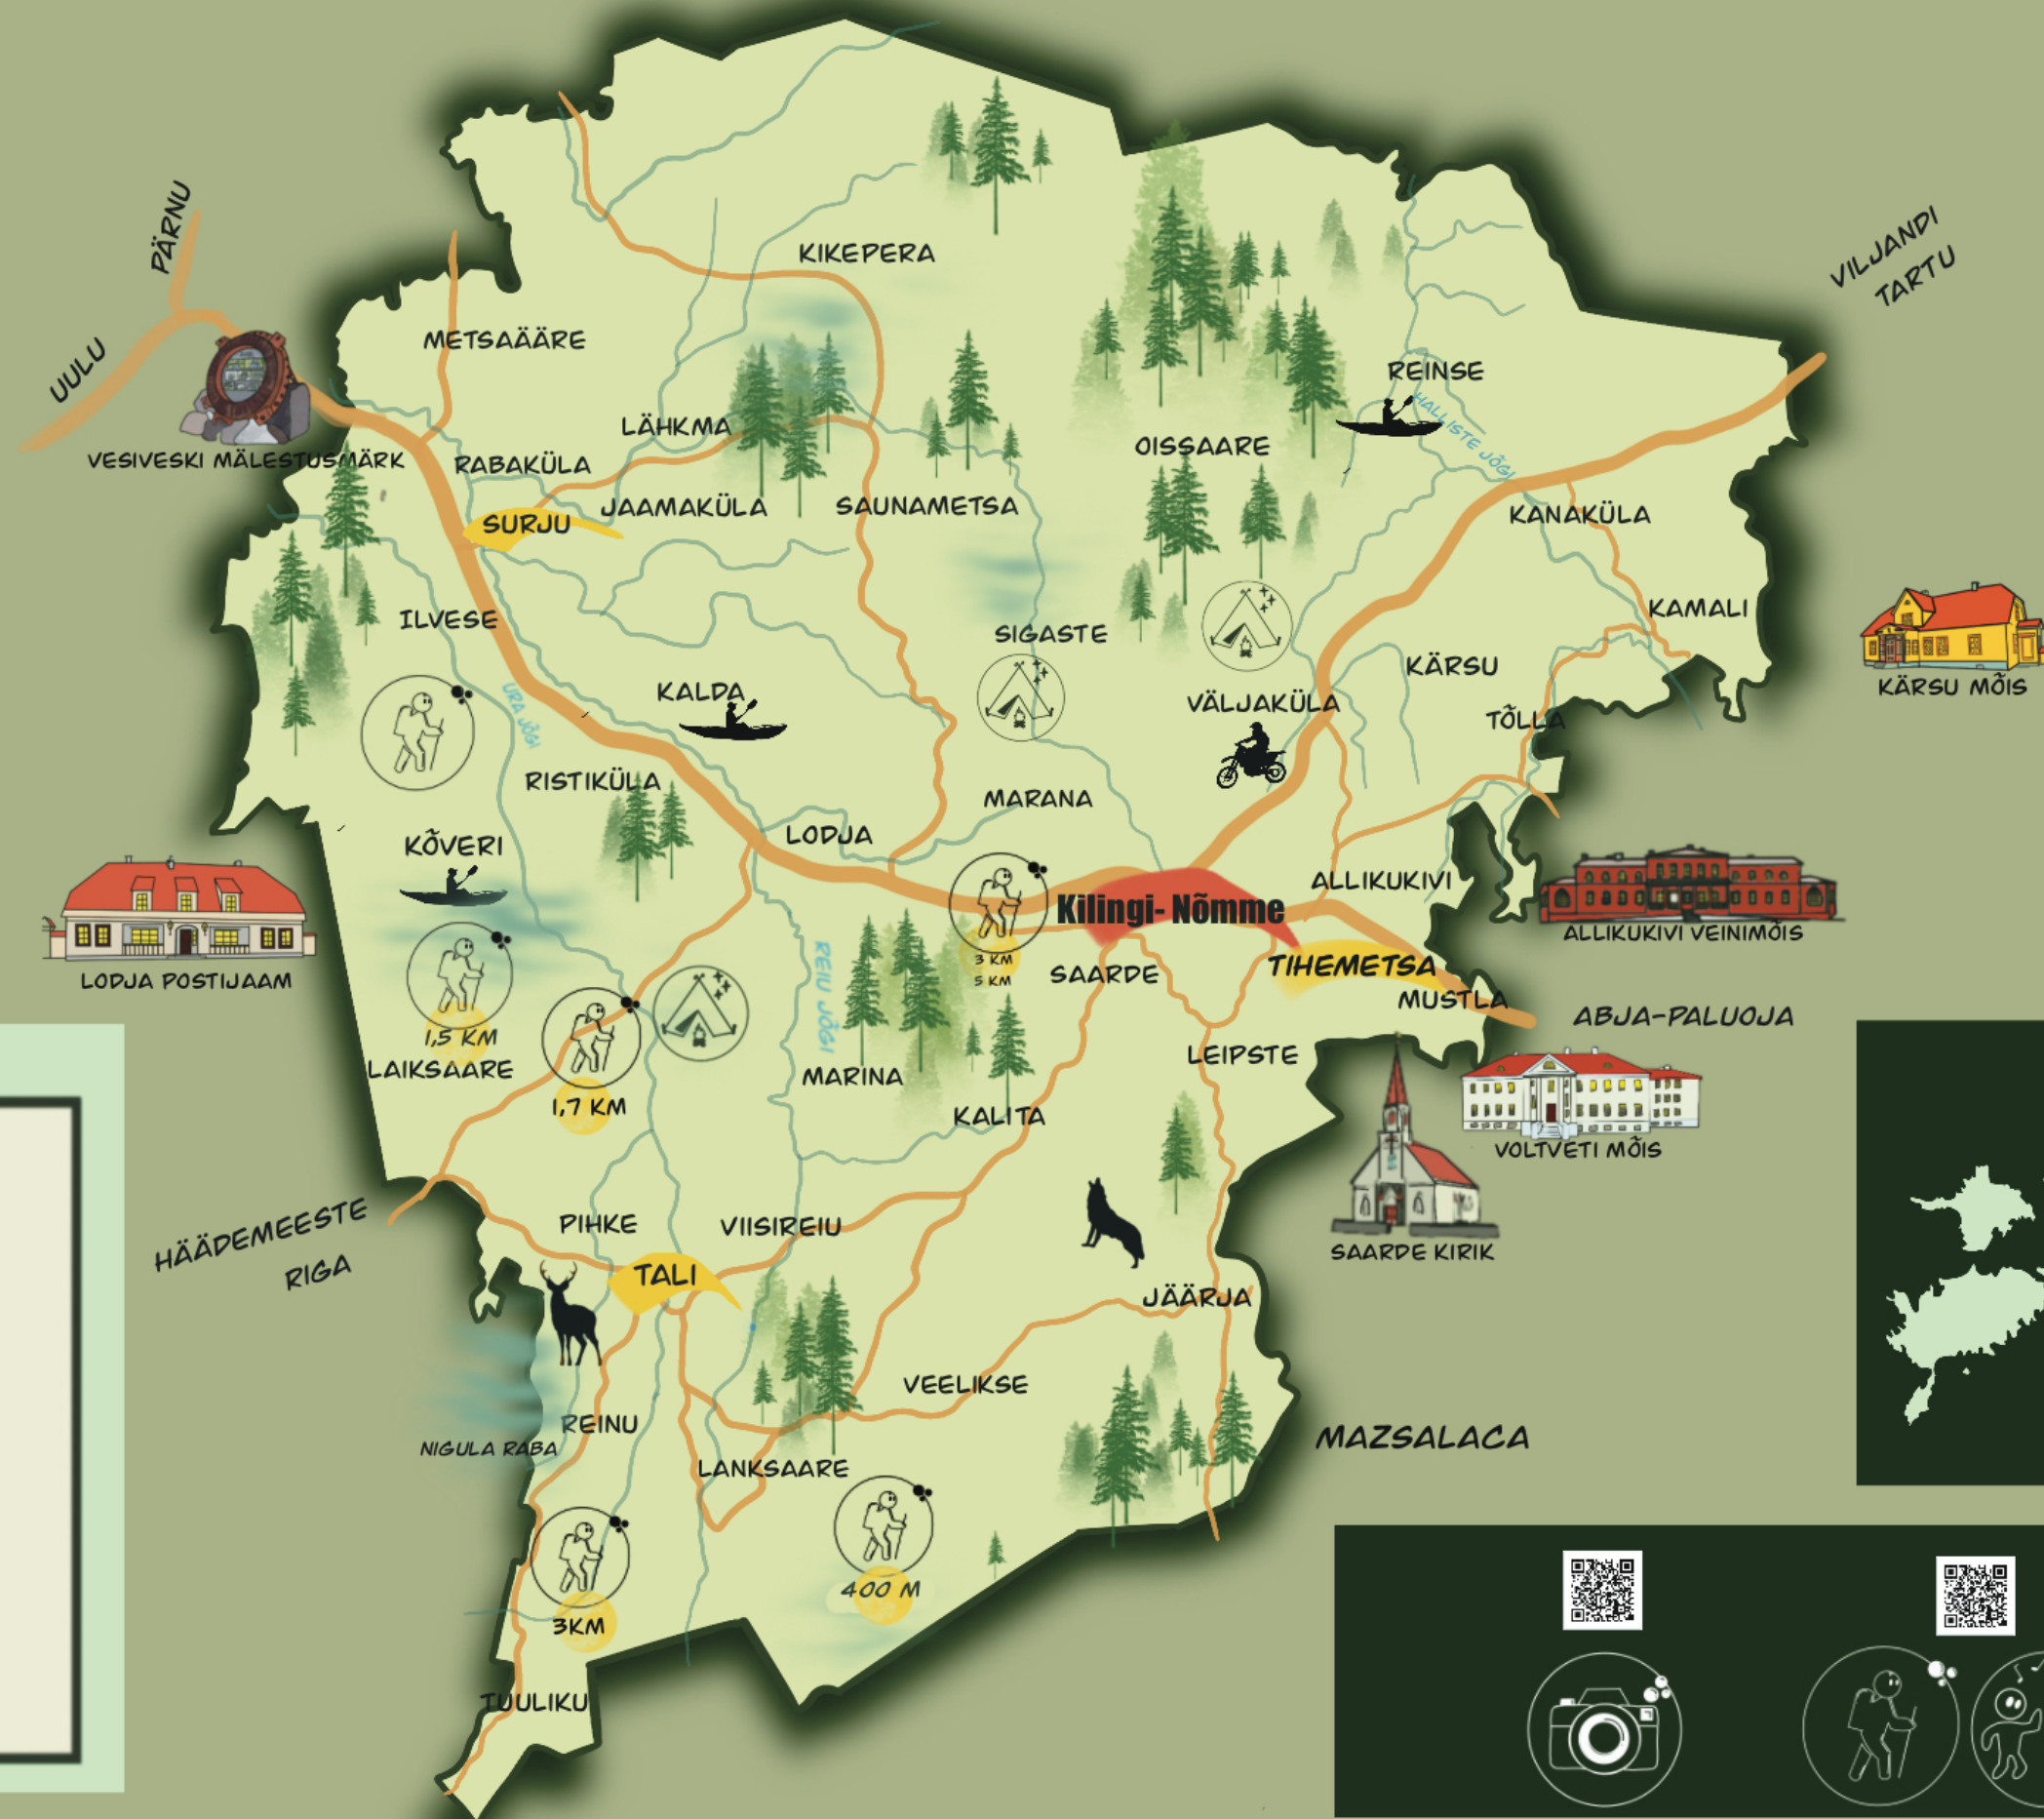 PÄRNU
UULU
VILJANDI
TARTU
KIKEPERA
METSAÄÄRE
REINSE
HALLISTE JÕGI
LÄHKMA
OISSAARE
VESIVESKI MÄLESTUSMÄRK
RABAKÜLA
JAAMAKÜLA
SAUNAMETSA
KANAKÜLA
SURJU
KAMALI
ILVESE
SIGASTE
KÄRSU
KÄRSU MÕIS
URA JÕGI
KALDA
VÄLJAKÜLA
TÕLLA
RISTIKÜLA
MARANA
LODJA
KÕVERI
ALLIKUKIVI
Kilingi-Nõmme
ALLIKUKIVI VEINIMÕIS
3 KM
5 KM
SAARDE
TIHEMETSA
LODJA POSTIJAAM
REIU JÕGI
MUSTLA
ABJA-PALUOJA
1,5 KM
LAIKSAARE
MARINA
LEIPSTE
1,7 KM
KALITA
VOLTVETI MÕIS
HÄÄDEMEESTE
RIGA
PIHKE
VIISIREIU
SAARDE KIRIK
TALI
JÄÄRJA
VEELIKSE
REINU
NIGULA RABA
MAZSALACA
LANKSAARE
400 M
3KM
TUULIKU